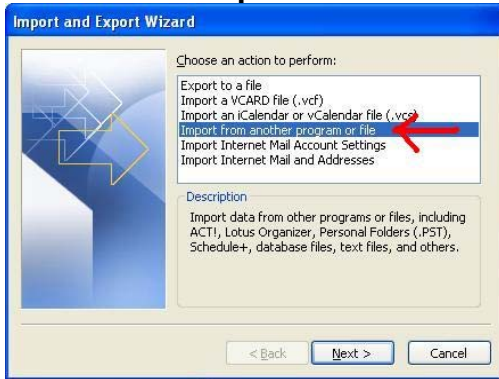 Import and Export Wizard
Choose an action to perform:
Export to a file
Import a VCARD file (.vcf)
Import an iCalendar or vCalendar file (.vcs)
Import from another program or file
Import Internet Mail Account Settings
Import Internet Mail and Addresses
Description
Import data from other programs or files, including
ACT!, Lotus Organizer, Personal Folders (.PST),
Schedule+, database files, text files, and others.
< Back
Next >
Cancel